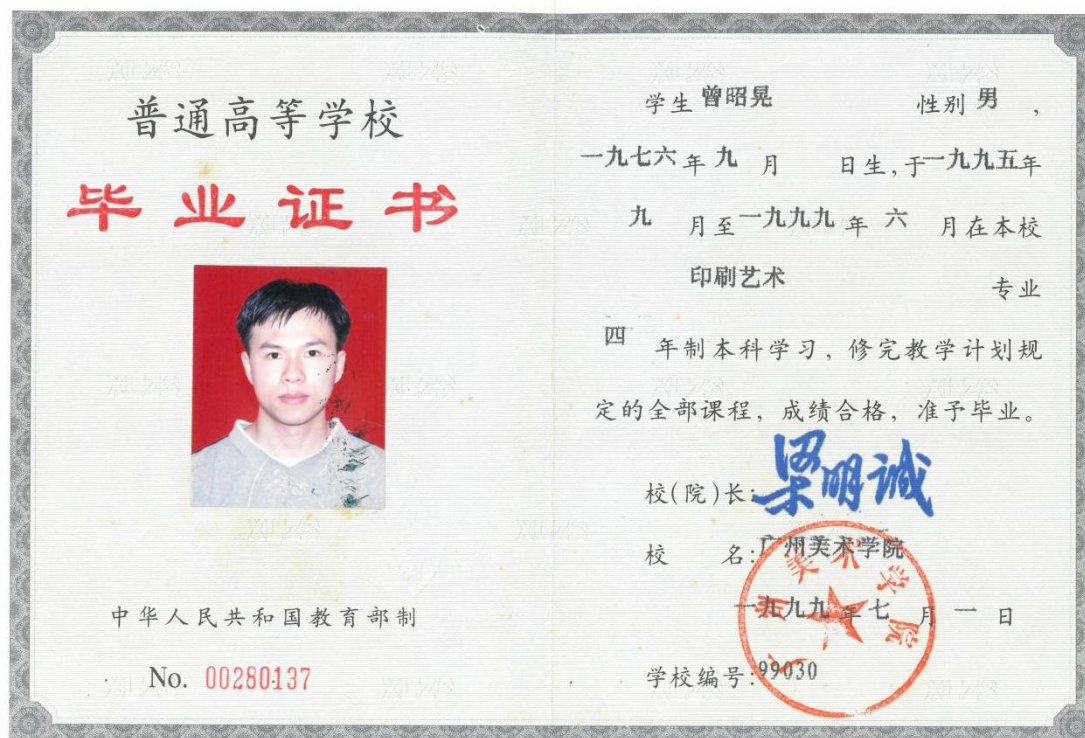 普通高等学校
毕业证书
中华人民共和国教育部制
No. 00280137
学生曾昭晃 性别男,
一九七六年九月 日生,于一九九五年
九月至一九九九年六月在本校
印刷艺术 专业
四年制本科学习,修完教学计划规
定的全部课程,成绩合格,准予毕业。
校(院)长:梁明诚
校 名:广州美术学院
一九九九年七月一日
学校编号:99030
广州美术学院